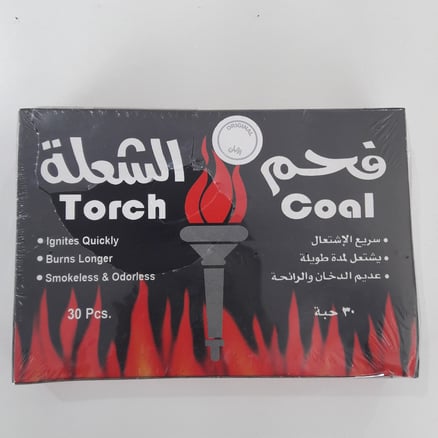 ORIGINAL
فحم الشعلة
Torch Coal
• Ignites Quickly
• Burns Longer
• Smokeless & Odorless
30 Pcs.
• سريع الإشتعال
• يشتعل لمدة طويلة
• عديم الدخان والرائحة
٣٠ حبة